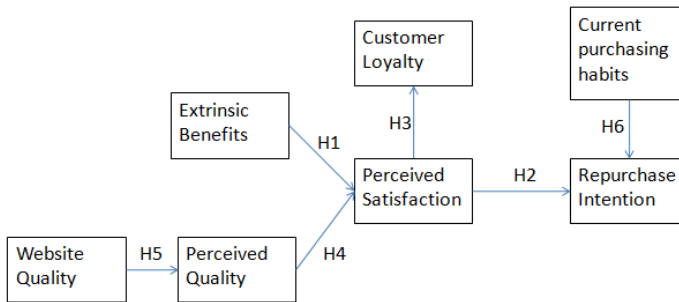 Customer
Loyalty
Current
purchasing
habits
Extrinsic
Benefits
H1
H3
H6
Perceived
Satisfaction
H2
Repurchase
Intention
Website
Quality
H5
Perceived
Quality
H4